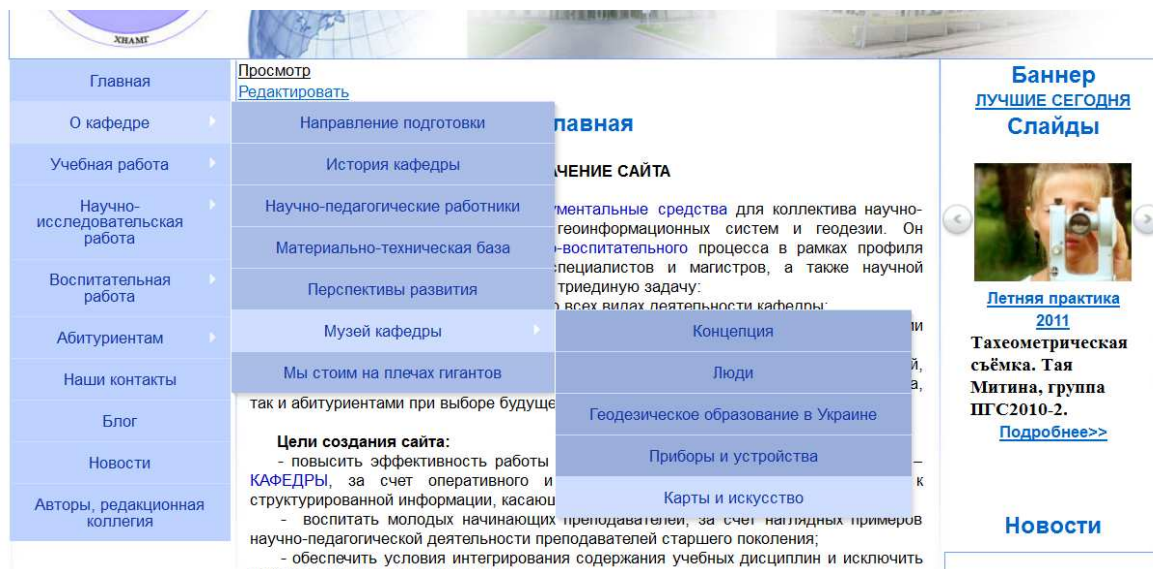 ХНАМГ
Главная
О кафедре
Учебная работа
Научно-
исследовательская
работа
Воспитательная
работа
Абитуриентам
Наши контакты
Блог
Новости
Авторы, редакционная
коллегия
Просмотр
Редактировать
Направление подготовки
История кафедры
Научно-педагогические работники
Материально-техническая база
Перспективы развития
Музей кафедры
Мы стоим на плечах гигантов
Концепция
Люди
Геодезическое образование в Украине
Приборы и устройства
Карты и искусство
лавная
ЧЕНИЕ САЙТА
ументальные средства для коллектива научно-
геоинформационных систем и геодезии. Он
-воспитательного процесса в рамках профиля
специалистов и магистров, а также научной
триединую задачу:
о всех видах деятельности кафедры;
ии
й,
а,
так и абитуриентами при выборе будуще
Цели создания сайта:
- повысить эффективность работы –
КАФЕДРЫ, за счет оперативного и к
структурированной информации, касающ
- воспитать молодых начинающих преподавателей, за счет наглядных примеров
научно-педагогической деятельности преподавателей старшего поколения;
- обеспечить условия интегрирования содержания учебных дисциплин и исключить
Баннер
ЛУЧШИЕ СЕГОДНЯ
Слайды
Летняя практика
2011
Тахеометрическая
съёмка. Тая
Митина, группа
ПГС2010-2.
Подробнее>>
Новости